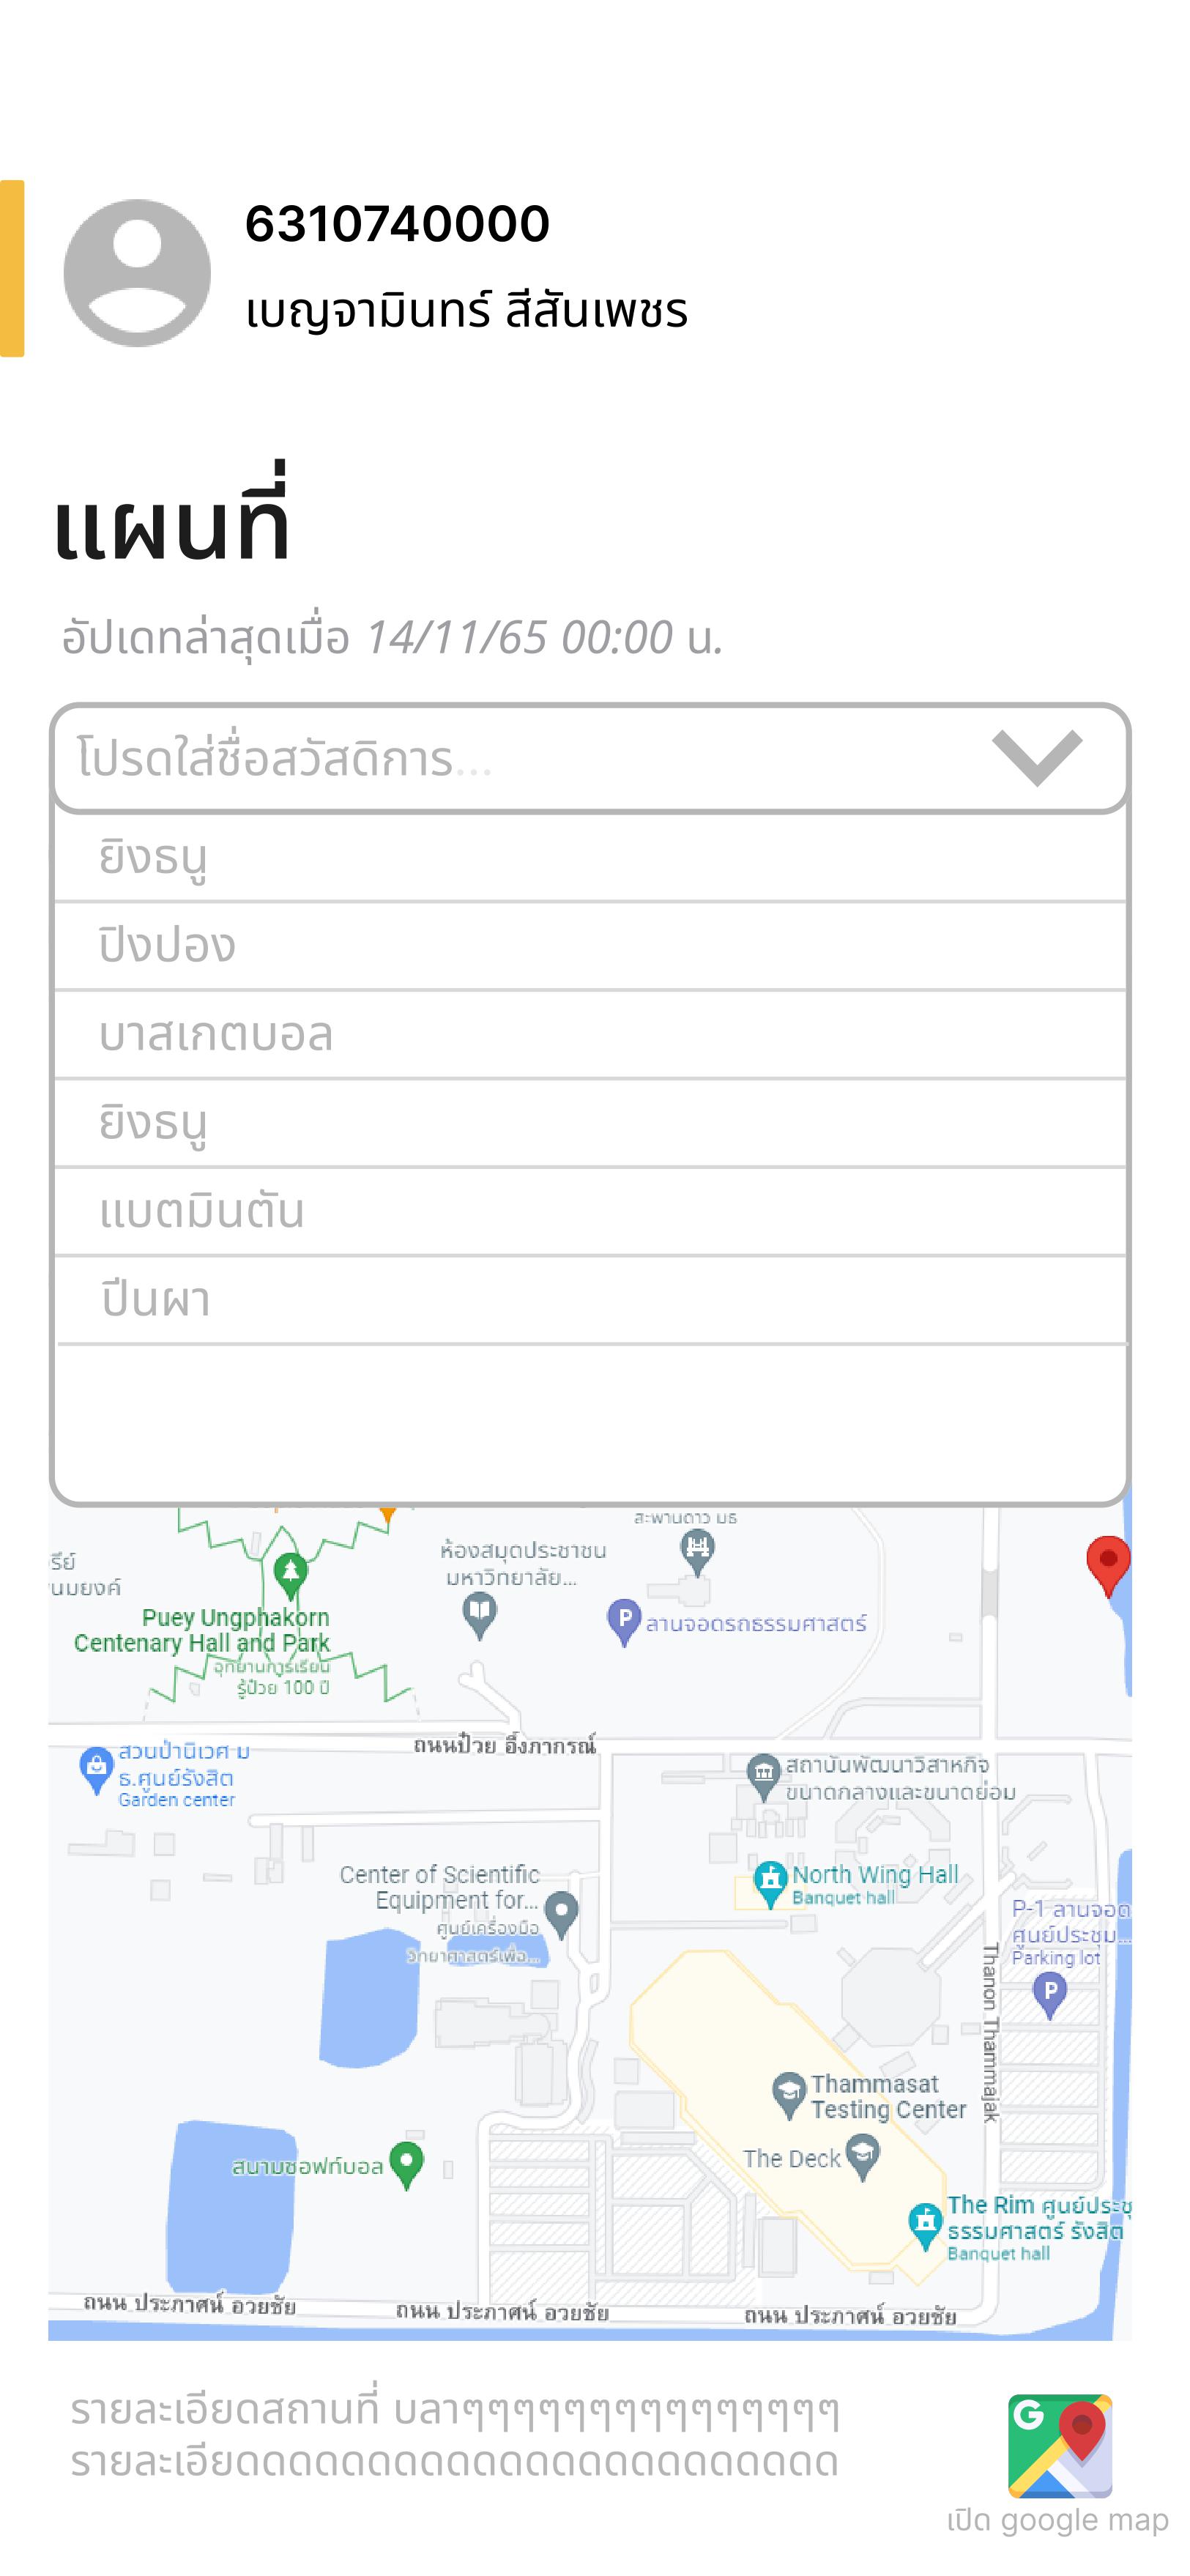 6310740000
เบญจามินทร์ สีสันเพชร
แผนที่
อัปเดทล่าสุดเมื่อ 14/11/65 00:00 น.
โปรดใส่ชื่อสวัสดิการ...
ยิงธนู
ปิงปอง
บาสเกตบอล
ยิงธนู
แบตมินตัน
ปีนผา
สะพานดาว มธ
ห้องสมุดประชาชน
มหาวิทยาลัย...
รีย์
นมยงค์
Puey Ungphakorn
Centenary Hall and Park
อุทยานการเรียน
รู้ป๋วย 100 ปี
P ลานจอดรถธรรมศาสตร์
ถนนป๋วย อึ๊งภากรณ์
สวนป่านิเวศ ม
ธ.ศูนย์รังสิต
Garden center
สถาบันพัฒนาวิสาหกิจ
ขนาดกลางและขนาดย่อม
Center of Scientific
Equipment for...
ศูนย์เครื่องมือ
วิทยาศาสตร์เพื่อ...
North Wing Hall
Banquet hall
P-1 ลานจอด
ศูนย์ประชุม...
Parking lot
P
Thanon Thammajak
Thammasat
Testing Center
The Deck
สนามซอฟท์บอล
The Rim ศูนย์ประชุ
ธรรมศาสตร์ รังสิต
Banquet hall
ถนน ประภาศน์ อวยชัย
ถนน ประภาศน์ อวยชัย
ถนน ประภาศน์ อวยชัย
รายละเอียดสถานที่ บลาๆๆๆๆๆๆๆๆๆๆๆๆๆๆ
รายละเอียดดดดดดดดดดดดดดดดดดดดดดด
G
เปิด google map